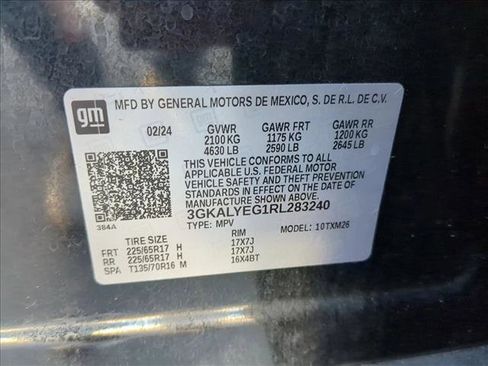 gm
MFD BY GENERAL MOTORS DE MEXICO, S. DE R.L. DE C.V.
02/24 GVWR GAWR FRT GAWR RR
2100 KG 1175 KG 1200 KG
4630 LB 2590 LB 2645 LB
THIS VEHICLE CONFORMS TO ALL
APPLICABLE U.S. FEDERAL MOTOR
VEHICLE SAFETY AND THEFT PREVENTION
STANDARDS IN EFFECT ON THE DATE OF
MANUFACTURE SHOWN ABOVE.
3GKALYEG1RL283240
384A
TYPE: MPV MODEL: 10TXM26
TIRE SIZE RIM
FRT 225/65R17 H 17X7J
RR 225/65R17 H 17X7J
SPA T135/70R16 M 16X4BT